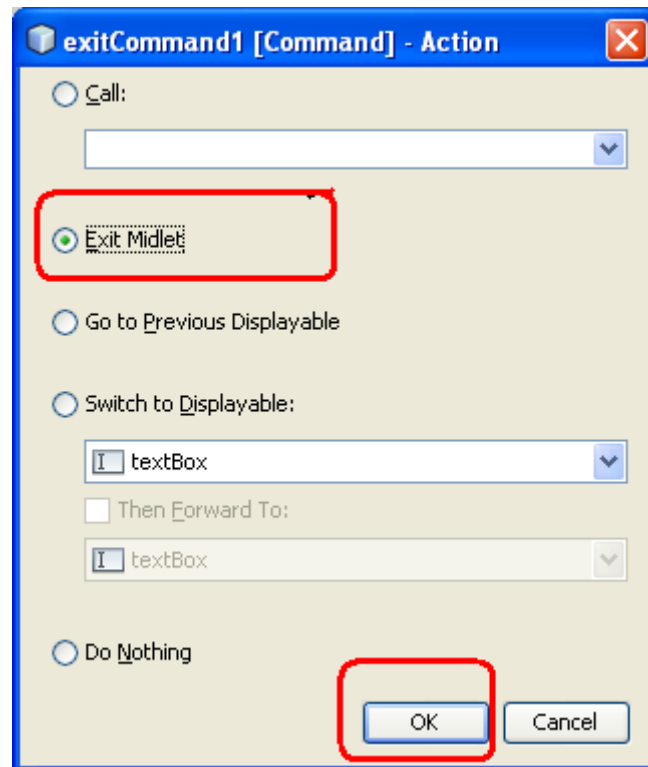 exitCommand1 [Command] - Action
Call:
Exit Midlet
Go to Previous Displayable
Switch to Displayable:
textBox
Then Forward To:
textBox
Do Nothing
OK Cancel